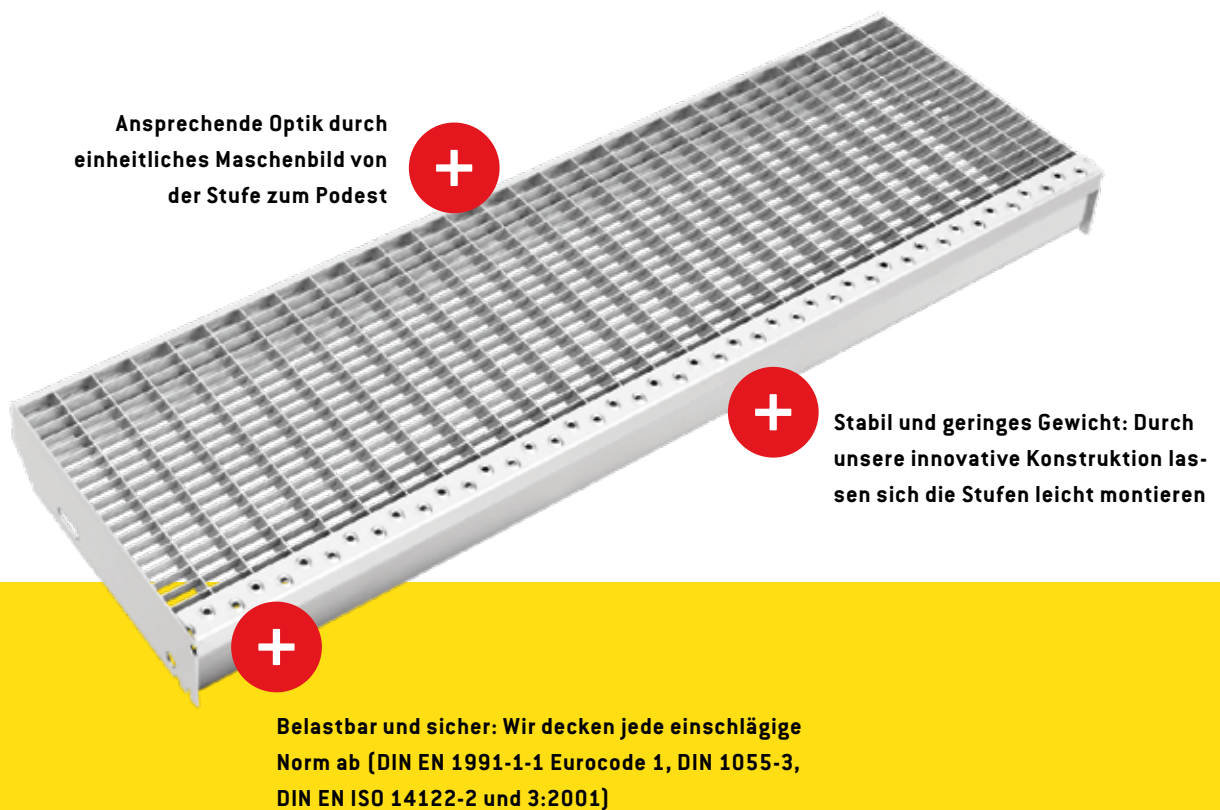 Ansprechende Optik durch
einheitliches Maschenbild von
der Stufe zum Podest
Stabil und geringes Gewicht: Durch
unsere innovative Konstruktion las-
sen sich die Stufen leicht montieren
Belastbar und sicher: Wir decken jede einschlägige
Norm ab (DIN EN 1991-1-1 Eurocode 1, DIN 1055-3,
DIN EN ISO 14122-2 und 3:2001)